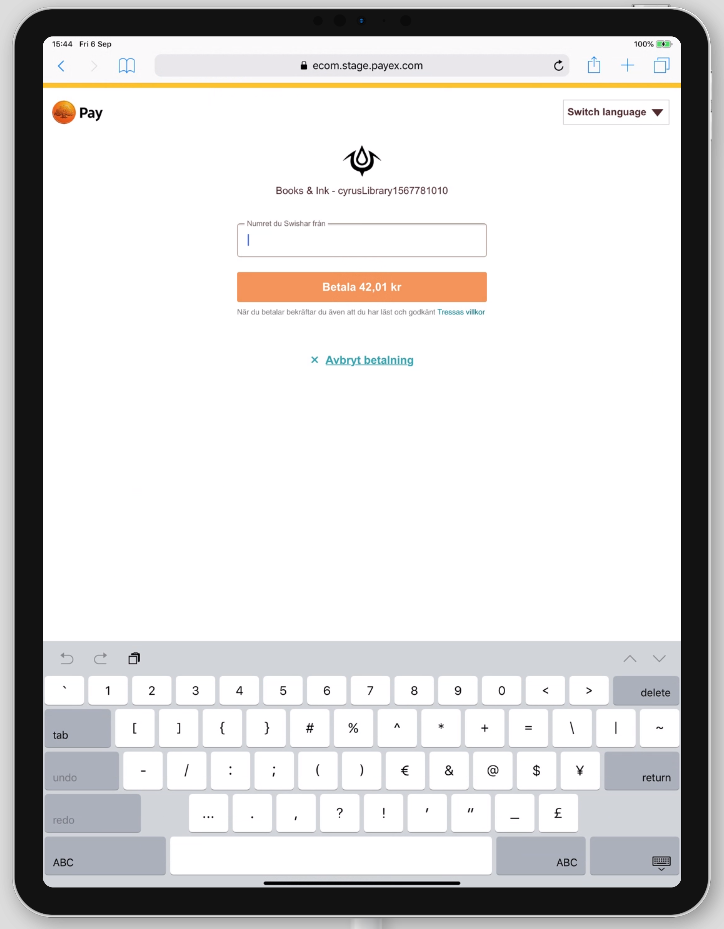 15:44 Fri 6 Sep
100%
ecom.stage.payex.com
Pay
Switch language
Books & Ink - cyrusLibrary1567781010
Numret du Swishar från
Betala 42,01 kr
När du betalar bekräftar du även att du har läst och godkänt Tressas villkor
× Avbryt betalning
` 1 2 3 4 5 6 7 8 9 0 < > delete
tab [ ] { } # % ^ * + = \ | ~
undo - / : ; ( ) € & @ $ ¥ return
redo … . , ? ! ' " _ £
ABC ABC